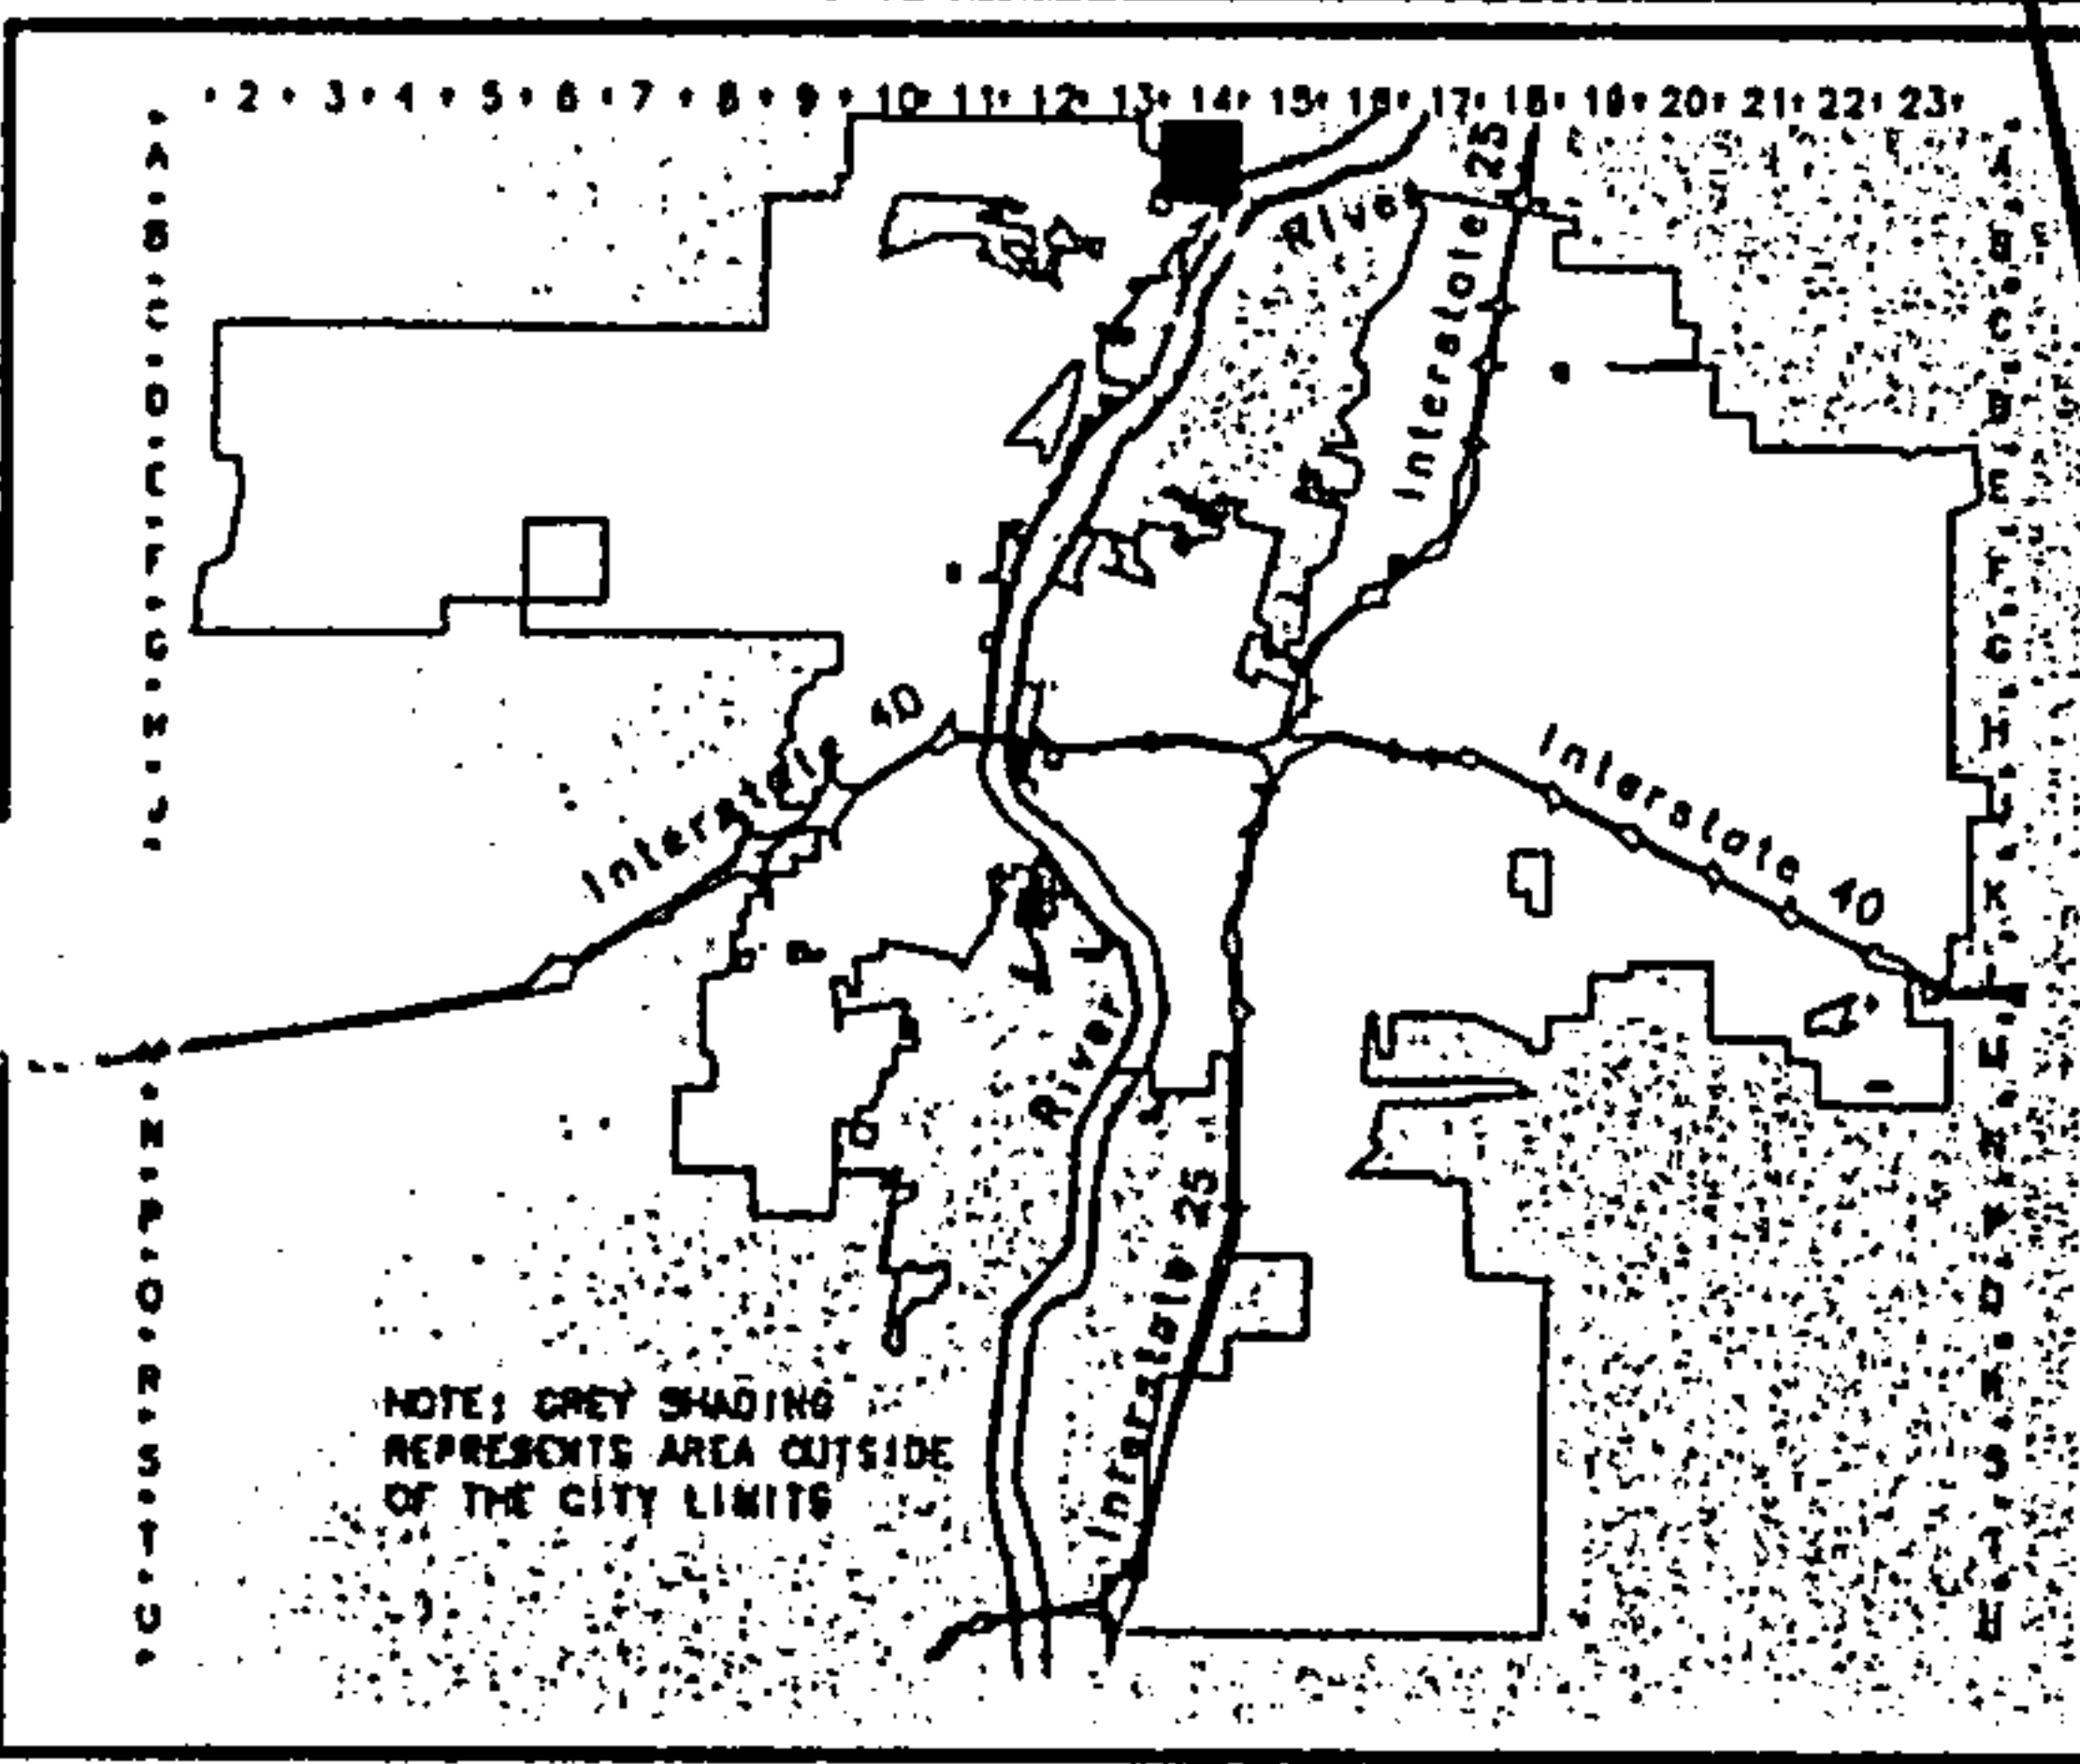 2 3 4 5 6 7 8 9 10 11 12 13 14 15 16 17 18 19 20 21 22 23
A
B
C
D
E
F
G
H
J
M
N
P
Q
R
S
T
U
A
B
C
D
E
F
G
H
J
K
L
M
N
P
Q
R
S
T
U
River
Interstate 25
Interstate 40
Interstate 40
River
Interstate 25
NOTE: GREY SHADING
REPRESENTS AREA OUTSIDE
OF THE CITY LIMITS